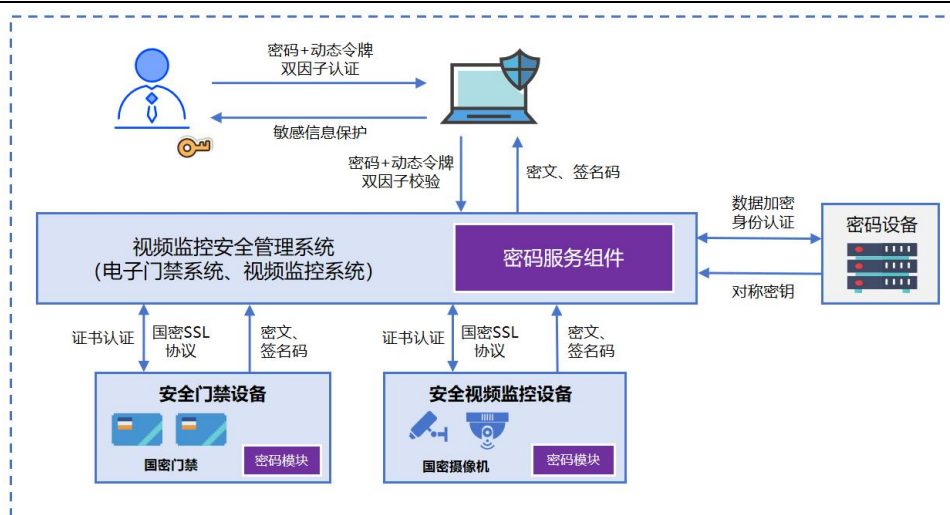 密码+动态令牌
双因子认证
敏感信息保护
密码+动态令牌
双因子校验
密文、签名码
视频监控安全管理系统
（电子门禁系统、视频监控系统）
密码服务组件
数据加密
身份认证
对称密钥
密码设备
证书认证
国密SSL
协议
密文、
签名码
证书认证
国密SSL
协议
密文、
签名码
安全门禁设备
国密门禁
密码模块
安全视频监控设备
国密摄像机
密码模块